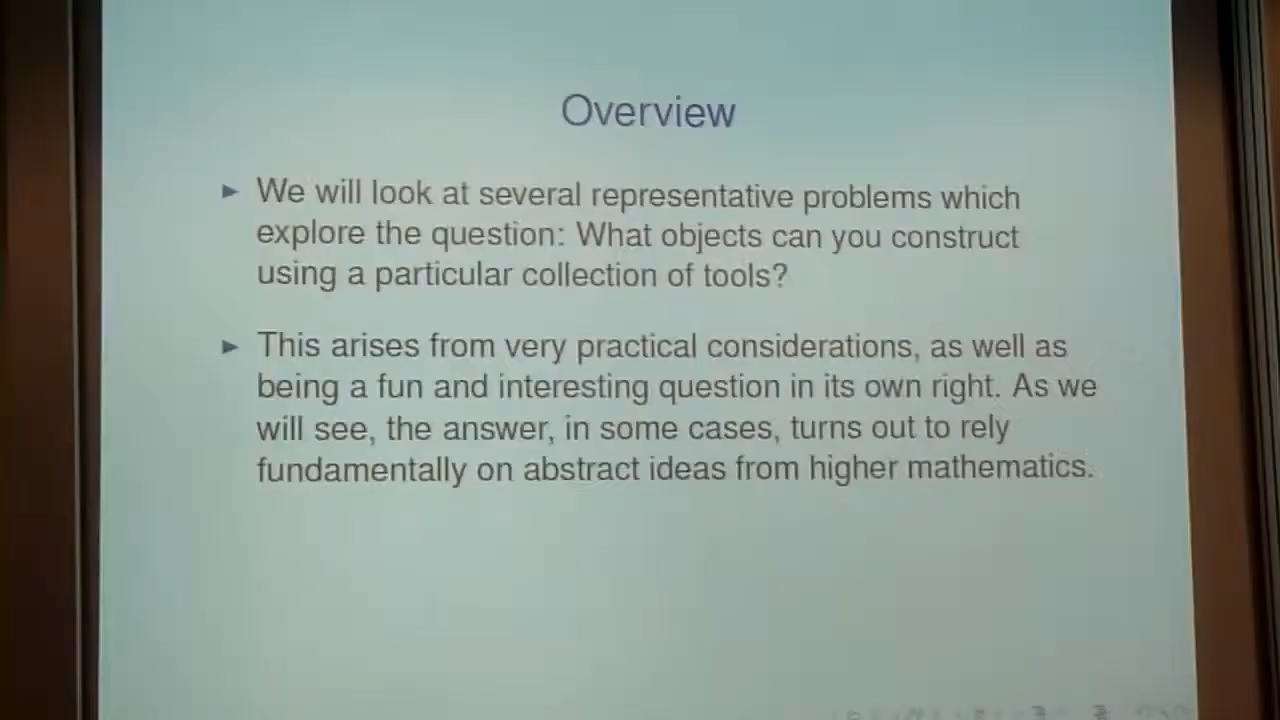 Overview
► We will look at several representative problems which
explore the question: What objects can you construct
using a particular collection of tools?
► This arises from very practical considerations, as well as
being a fun and interesting question in its own right. As we
will see, the answer, in some cases, turns out to rely
fundamentally on abstract ideas from higher mathematics.